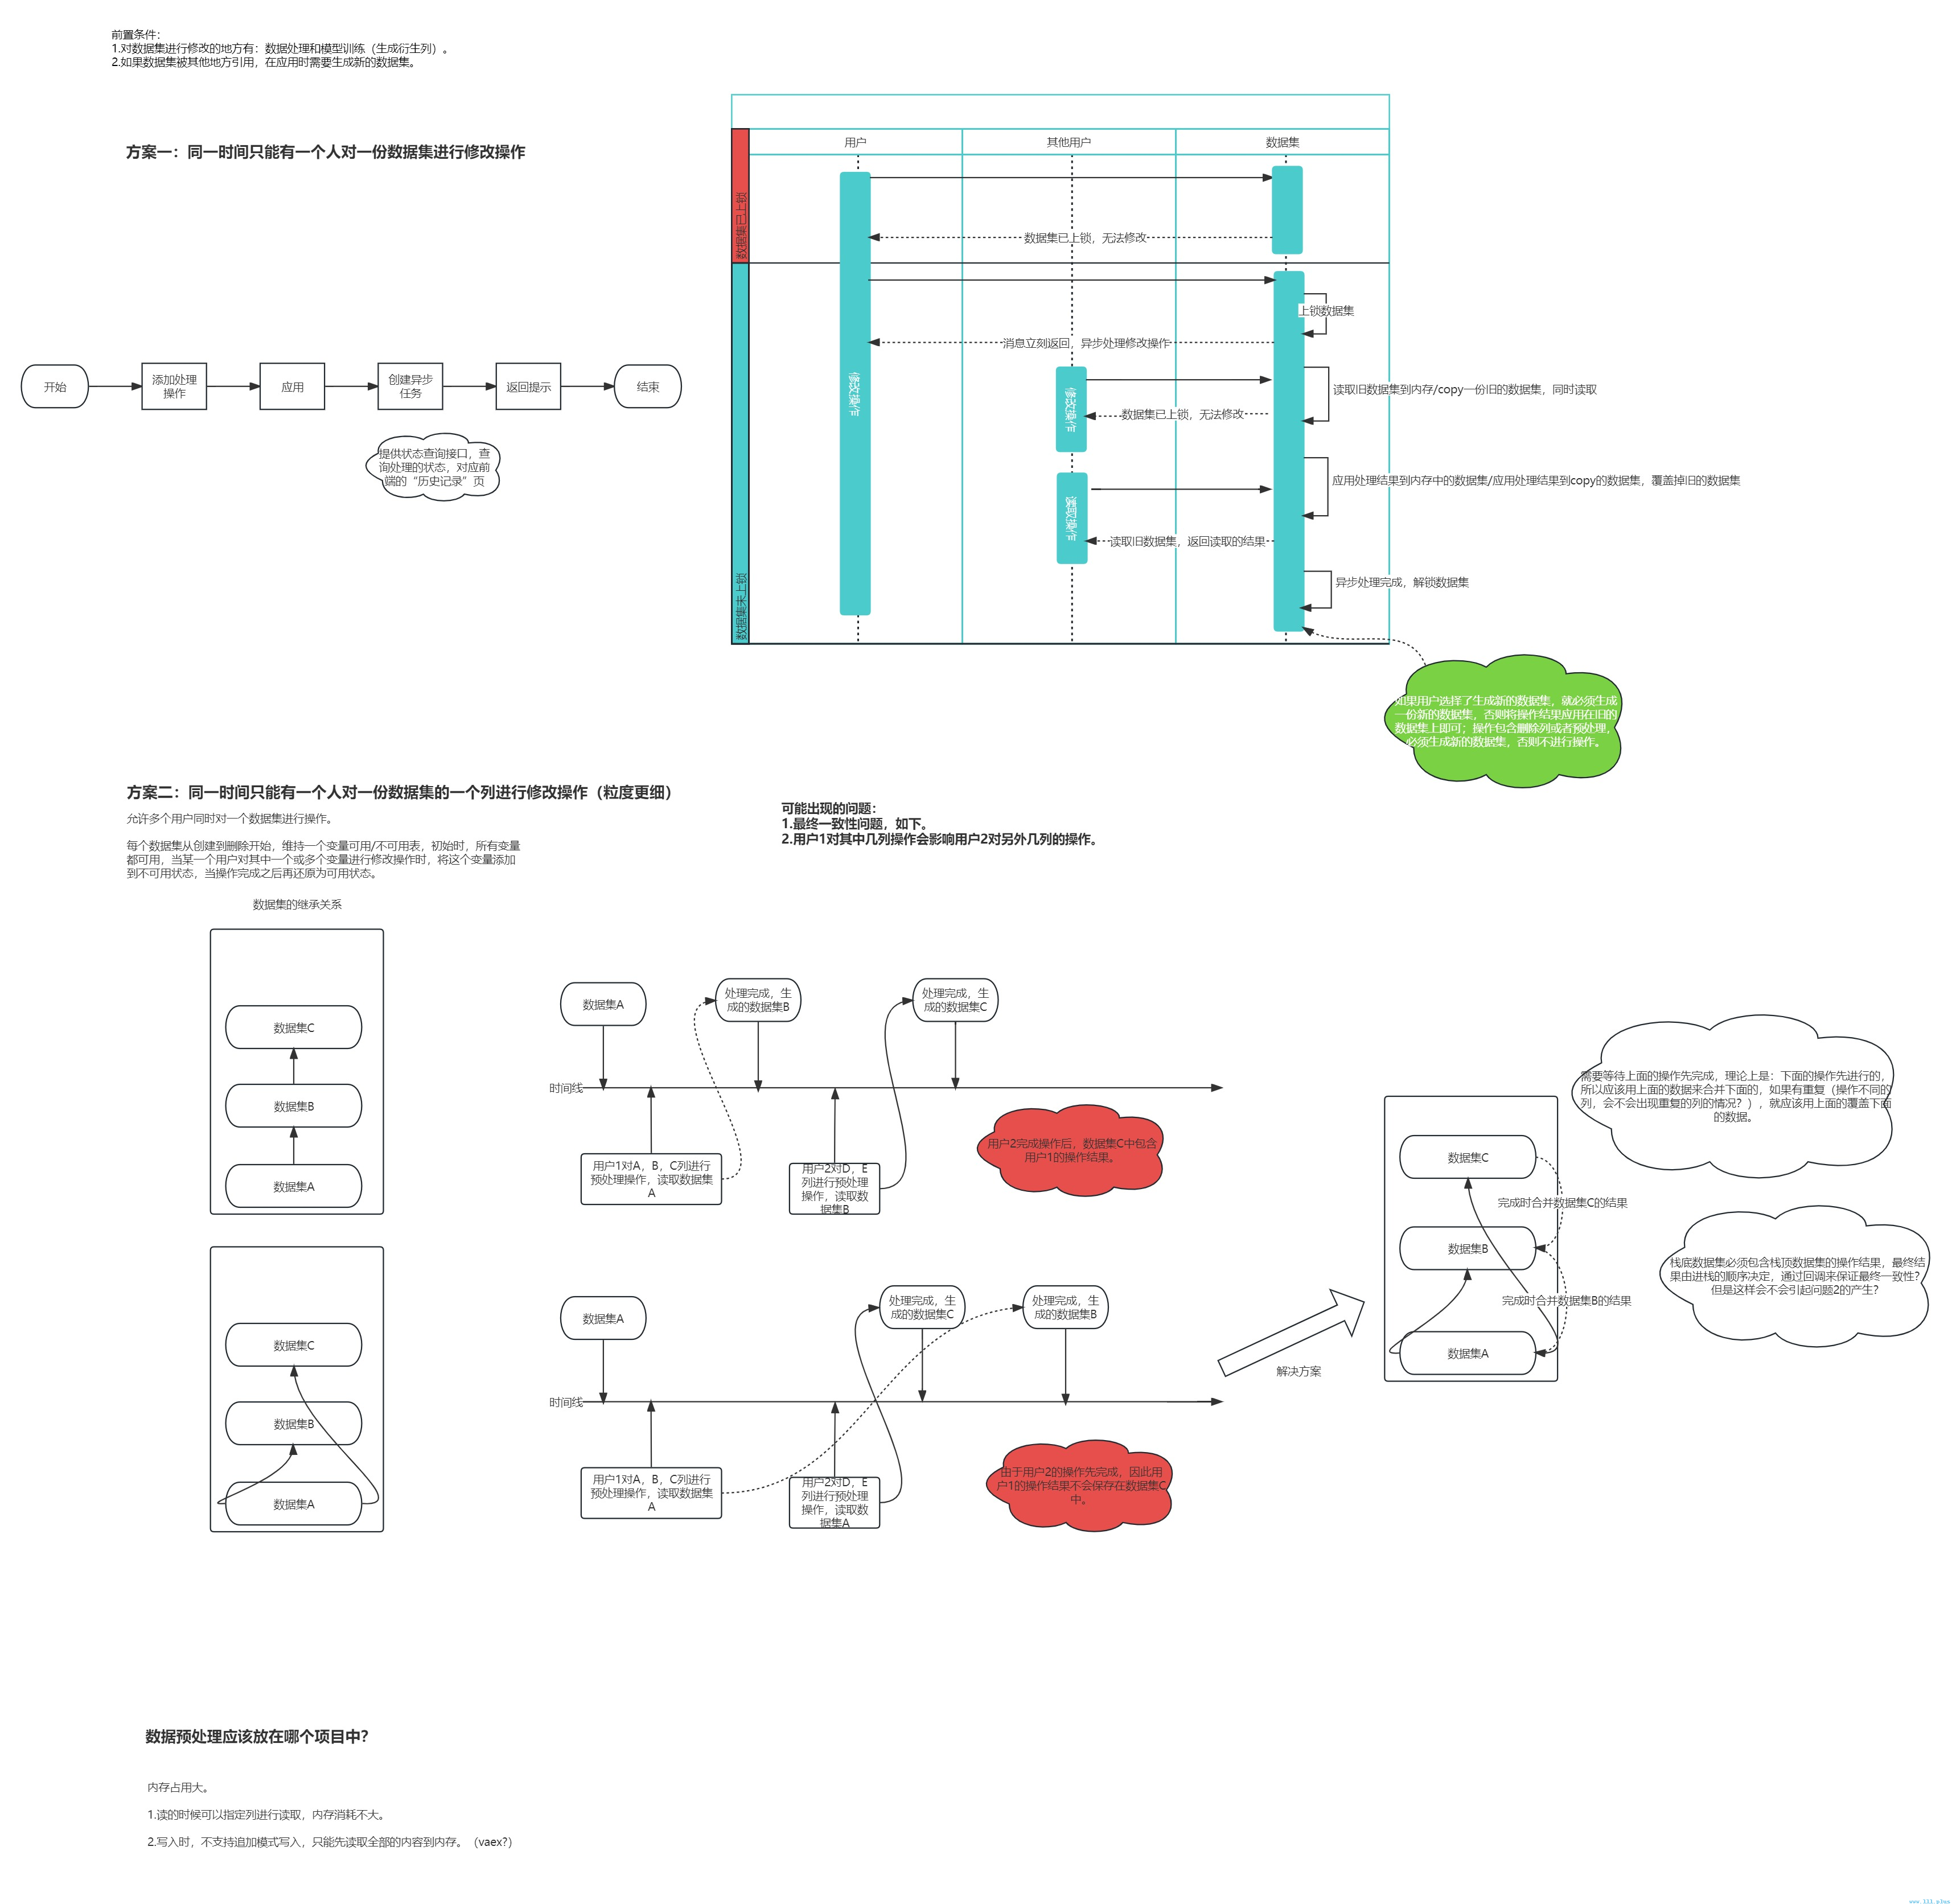 前置条件：
1.对数据集进行修改的地方有：数据处理和模型训练（生成衍生列）。
2.如果数据集被其他地方引用，在应用时需要生成新的数据集。
方案一：同一时间只能有一个人对一份数据集进行修改操作
开始
添加处理
操作
应用
创建异步
任务
返回提示
结束
提供状态查询接口，查
询处理的状态，对应前
端的“历史记录”页
用户
其他用户
数据集
数据集已上锁
数据集已上锁，无法修改
数据集未上锁
修改操作
上锁数据集
消息立刻返回，异步处理修改操作
修改操作
读取旧数据集到内存/copy一份旧的数据集，同时读取
数据集已上锁，无法修改
读取操作
应用处理结果到内存中的数据集/应用处理结果到copy的数据集，覆盖掉旧的数据集
读取旧数据集，返回读取的结果
异步处理完成，解锁数据集
如果用户选择了生成新的数据集，就必须生成
一份新的数据集，否则将操作结果应用在旧的
数据集上即可；操作包含删除列或者预处理，
必须生成新的数据集，否则不进行操作。
方案二：同一时间只能有一个人对一份数据集的一个列进行修改操作（粒度更细）
允许多个用户同时对一个数据集进行操作。
每个数据集从创建到删除开始，维持一个变量可用/不可用表，初始时，所有变量
都可用，当某一个用户对其中一个或多个变量进行修改操作时，将这个变量添加
到不可用状态，当操作完成之后再还原为可用状态。
可能出现的问题：
1.最终一致性问题，如下。
2.用户1对其中几列操作会影响用户2对另外几列的操作。
数据集的继承关系
数据集C
数据集B
数据集A
数据集A
处理完成，生
成的数据集B
处理完成，生
成的数据集C
时间线
用户1对A，B，C列进行
预处理操作，读取数据集
A
用户2对D，E
列进行预处理
操作，读取数
据集B
用户2完成操作后，数据集C中包含
用户1的操作结果。
数据集C
数据集B
数据集A
数据集A
处理完成，生
成的数据集C
处理完成，生
成的数据集B
时间线
用户1对A，B，C列进行
预处理操作，读取数据集
A
用户2对D，E
列进行预处理
操作，读取数
据集A
由于用户2的操作先完成，因此用
户1的操作结果不会保存在数据集C
中。
解决方案
数据集C
完成时合并数据集C的结果
数据集B
完成时合并数据集B的结果
数据集A
需要等待上面的操作先完成，理论上是：下面的操作先进行的，
所以应该用上面的数据来合并下面的，如果有重复（操作不同的
列，会不会出现重复的列的情况？），就应该用上面的覆盖下面
的数据。
栈底数据集必须包含栈顶数据集的操作结果，最终结
果由进栈的顺序决定，通过回调来保证最终一致性？
但是这样会不会引起问题2的产生？
数据预处理应该放在哪个项目中？
内存占用大。
1.读的时候可以指定列进行读取，内存消耗不大。
2.写入时，不支持追加模式写入，只能先读取全部的内容到内存。（vaex?）